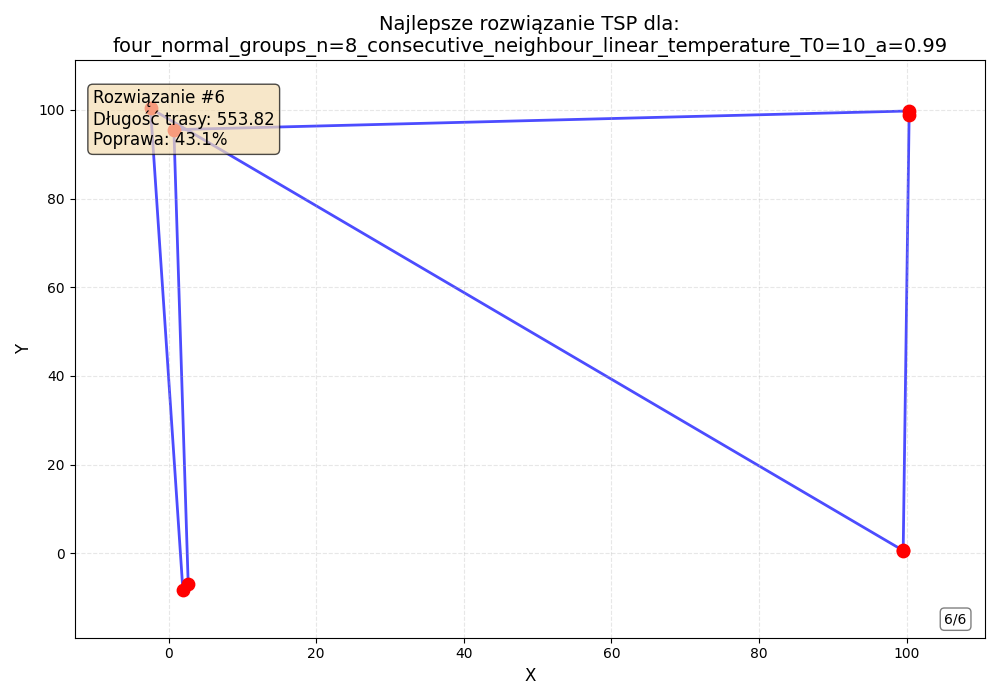 Najlepsze rozwiązanie TSP dla:
four_normal_groups_n=8_consecutive_neighbour_linear_temperature_T0=10_a=0.99
Rozwiązanie #6
Długość trasy: 553.82
Poprawa: 43.1%
100
80
60
40
20
0
Y
6/6
0
20
40
60
80
100
X